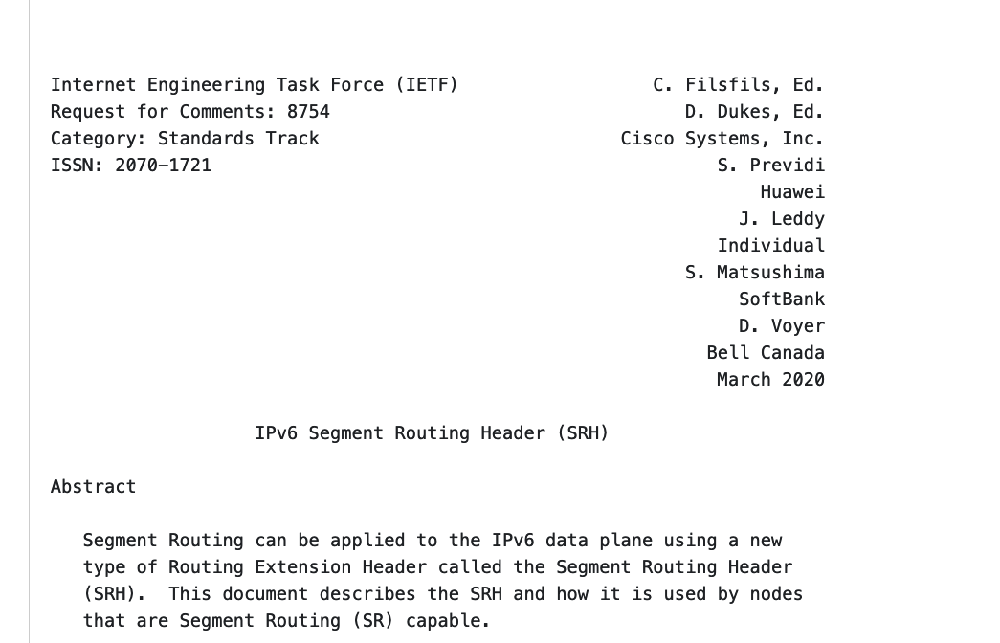 Internet Engineering Task Force (IETF) C. Filsfils, Ed.
Request for Comments: 8754 D. Dukes, Ed.
Category: Standards Track Cisco Systems, Inc.
ISSN: 2070-1721 S. Previdi
Huawei
J. Leddy
Individual
S. Matsushima
SoftBank
D. Voyer
Bell Canada
March 2020
IPv6 Segment Routing Header (SRH)
Abstract
Segment Routing can be applied to the IPv6 data plane using a new
type of Routing Extension Header called the Segment Routing Header
(SRH). This document describes the SRH and how it is used by nodes
that are Segment Routing (SR) capable.